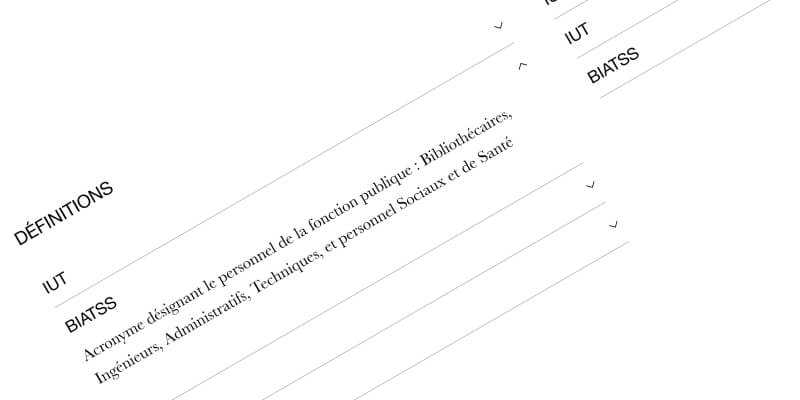 DÉFINITIONS
IUT
BIATSS
Acronyme désignant le personnel de la fonction publique : Bibliothécaires,
Ingénieurs, Administratifs, Techniques, et personnel Sociaux et de Santé
IUT
BIATSS